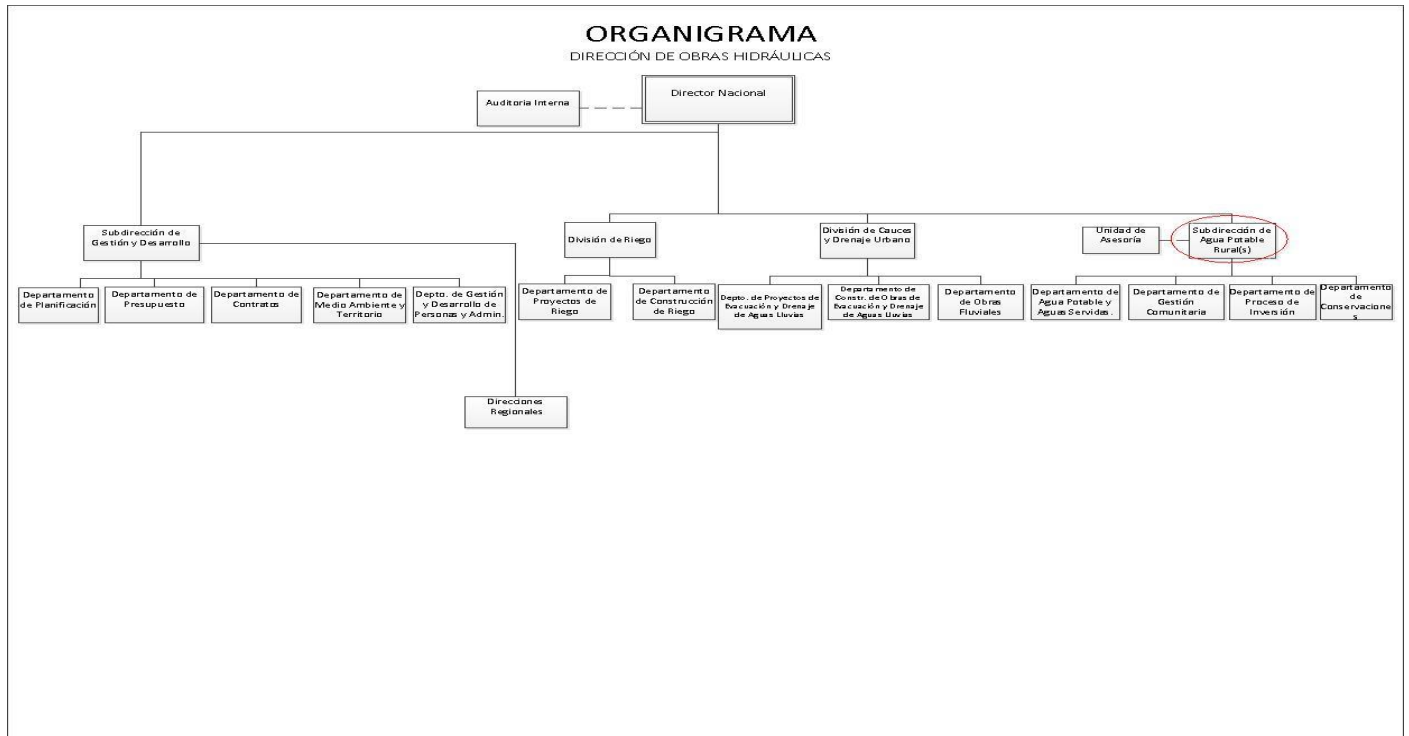 ORGANIGRAMA
DIRECCIÓN DE OBRAS HIDRÁULICAS
Director Nacional
Auditoria Interna
Subdirección de
Gestión y Desarrollo
División de Riego
División de Cauces
y Drenaje Urbano
Unidad de
Asesoría
Subdirección de
Agua Potable
Rural(s)
Departamento
de Planificación
Departamento de
Presupuesto
Departamento de
Contratos
Departamento de
Medio Ambiente y
Territorio
Depto. de Gestión
y Desarrollo de
Personas y Admin.
Departamento de
Proyectos de
Riego
Departamento
de Construcción
de Riego
Depto. de Proyectos de
Evacuación y Drenaje
de Aguas Lluvias
Departamento de
Constr. de Obras de
Evacuación y Drenaje
de Aguas Lluvias
Departamento
de Obras
Fluviales
Departamento de
Agua Potable y
Aguas Servidas.
Departamento de
Gestión
Comunitaria
Departamento de
Proceso de
Inversión
Departamento
de
Conservacione
s
Direcciones
Regionales